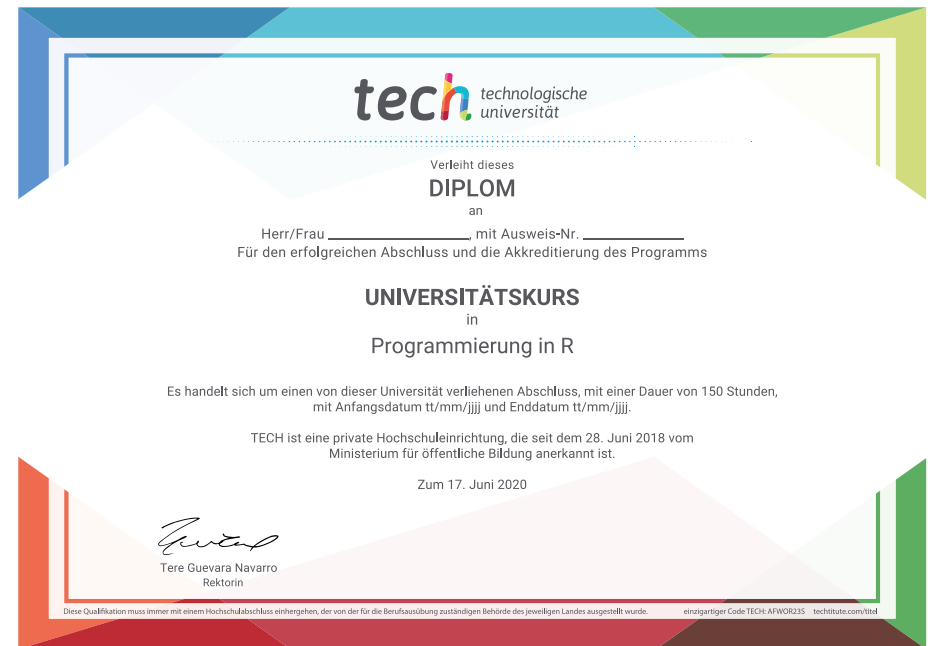 tech technologische
universität
Verleiht dieses
DIPLOM
an
Herr/Frau ____________________, mit Ausweis-Nr. ______________
Für den erfolgreichen Abschluss und die Akkreditierung des Programms
UNIVERSITÄTSKURS
in
Programmierung in R
Es handelt sich um einen von dieser Universität verliehenen Abschluss, mit einer Dauer von 150 Stunden,
mit Anfangsdatum tt/mm/jjjj und Enddatum tt/mm/jjjj.
TECH ist eine private Hochschuleinrichtung, die seit dem 28. Juni 2018 vom
Ministerium für öffentliche Bildung anerkannt ist.
Zum 17. Juni 2020
Tere Guevara Navarro
Rektorin
Diese Qualifikation muss immer mit einem Hochschulabschluss einhergehen, der von der für die Berufsausübung zuständigen Behörde des jeweiligen Landes ausgestellt wurde. einzigartiger Code TECH: AFWOR23S techtitute.com/titel